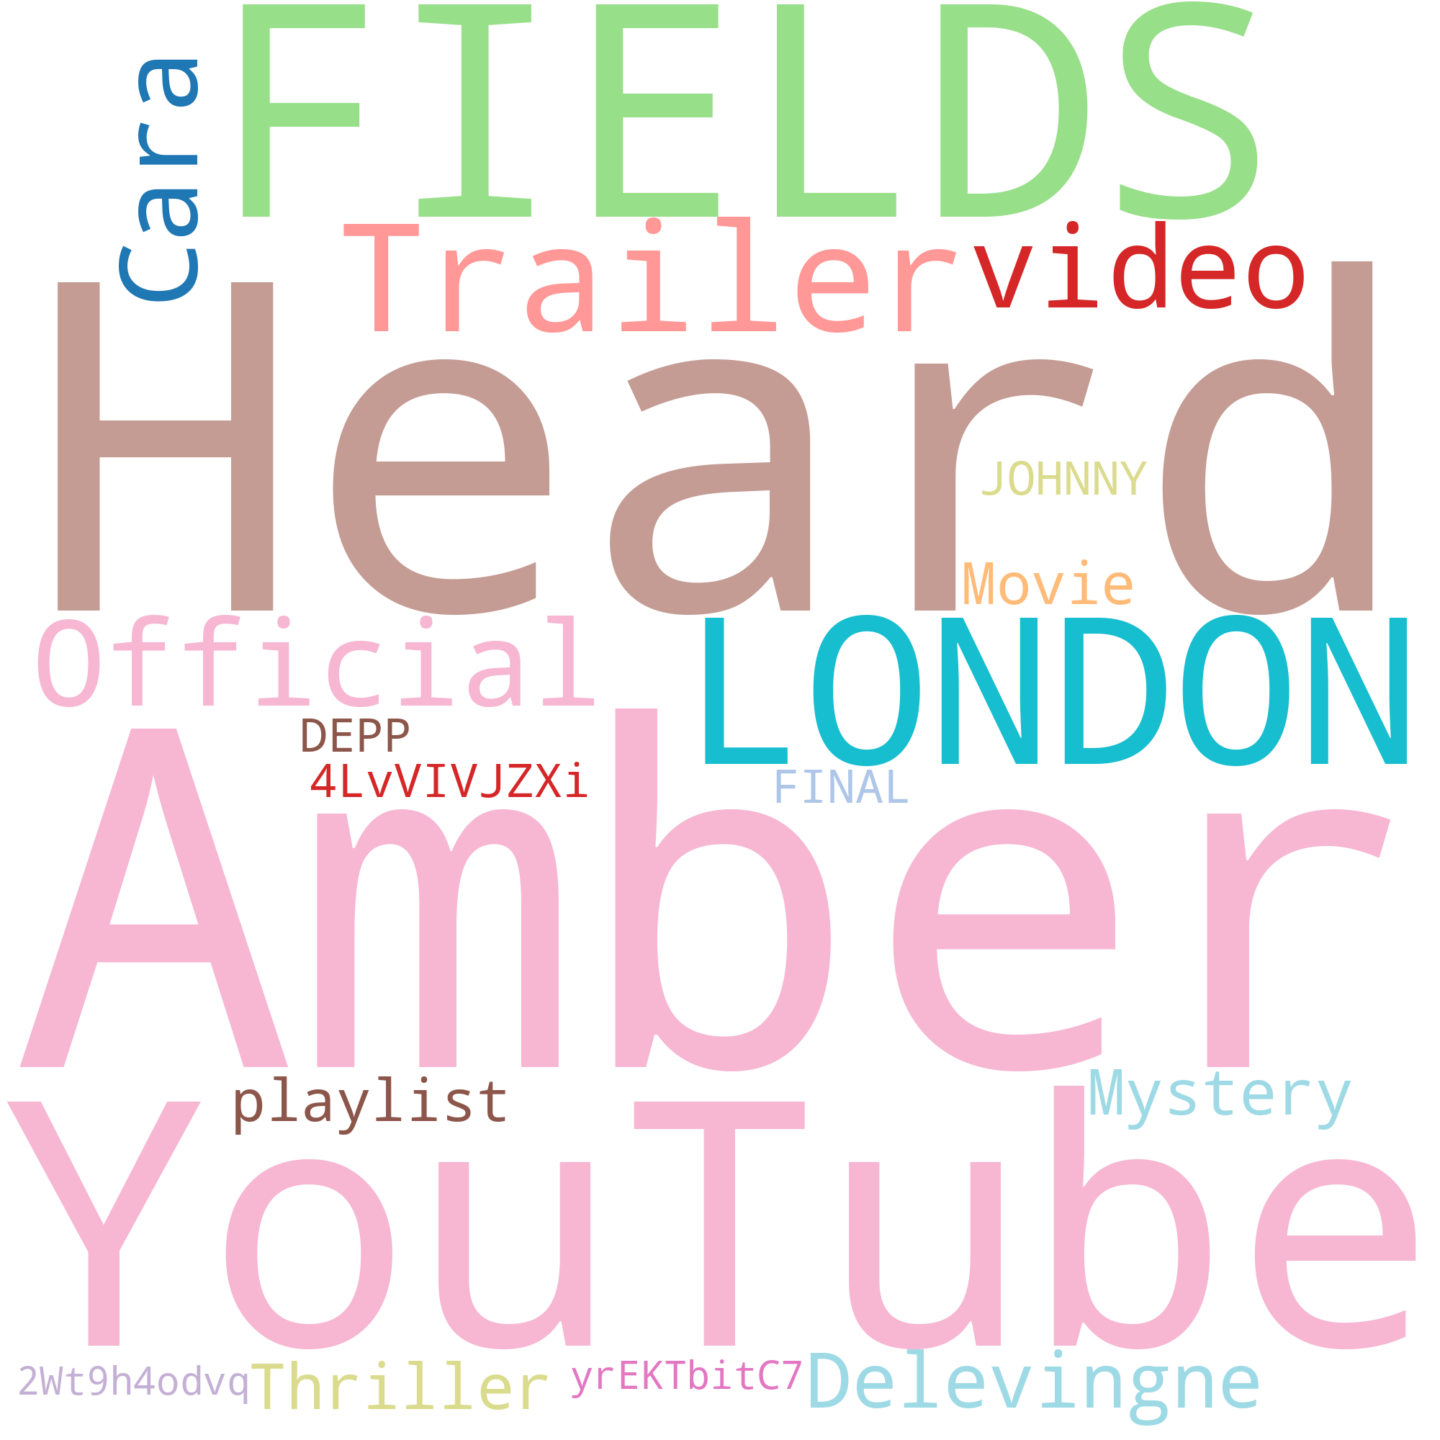 FIELDS
Cara
Trailer
video
Heard
JOHNNY
Movie
Official
LONDON
DEPP
4LvVIVJZXi
FINAL
Amber
playlist
Mystery
YouTube
2Wt9h4odvq
Thriller
yrEKTbitC7
Delevingne